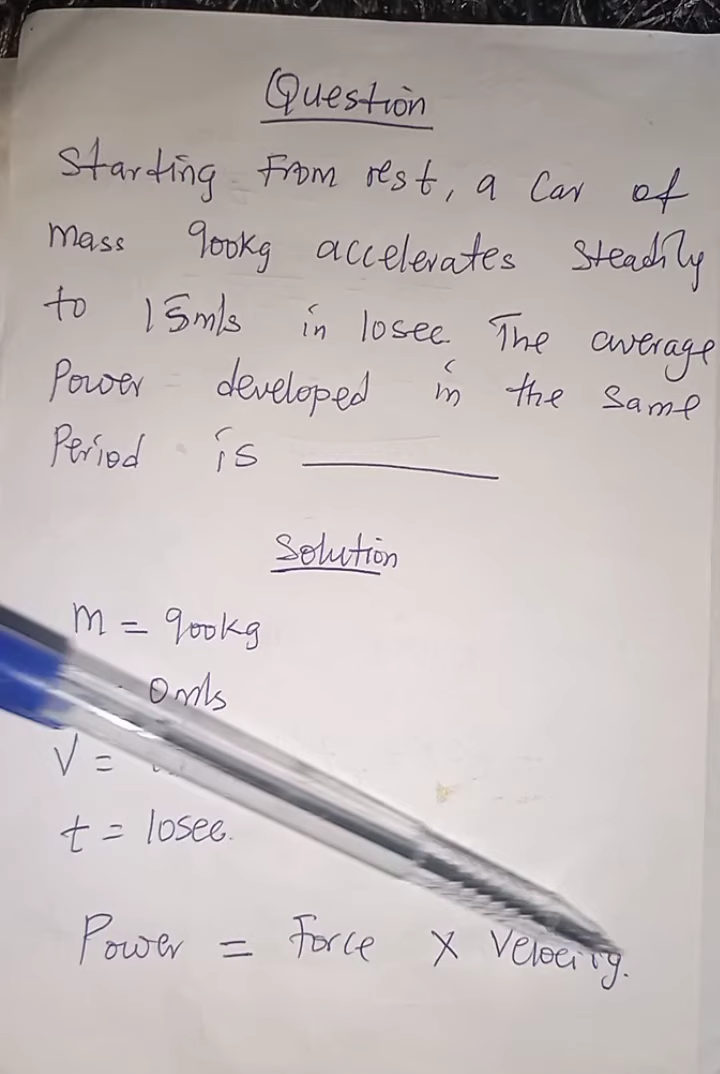 Question
Starting From rest, a Car of
mass 900kg accelerates steadily
to 15m/s in 10sec. The average
Power developed in the same
Period is ______
Solution
m = 900kg
0m/s
V =
t = 10sec.
Power = Force X Velocity.